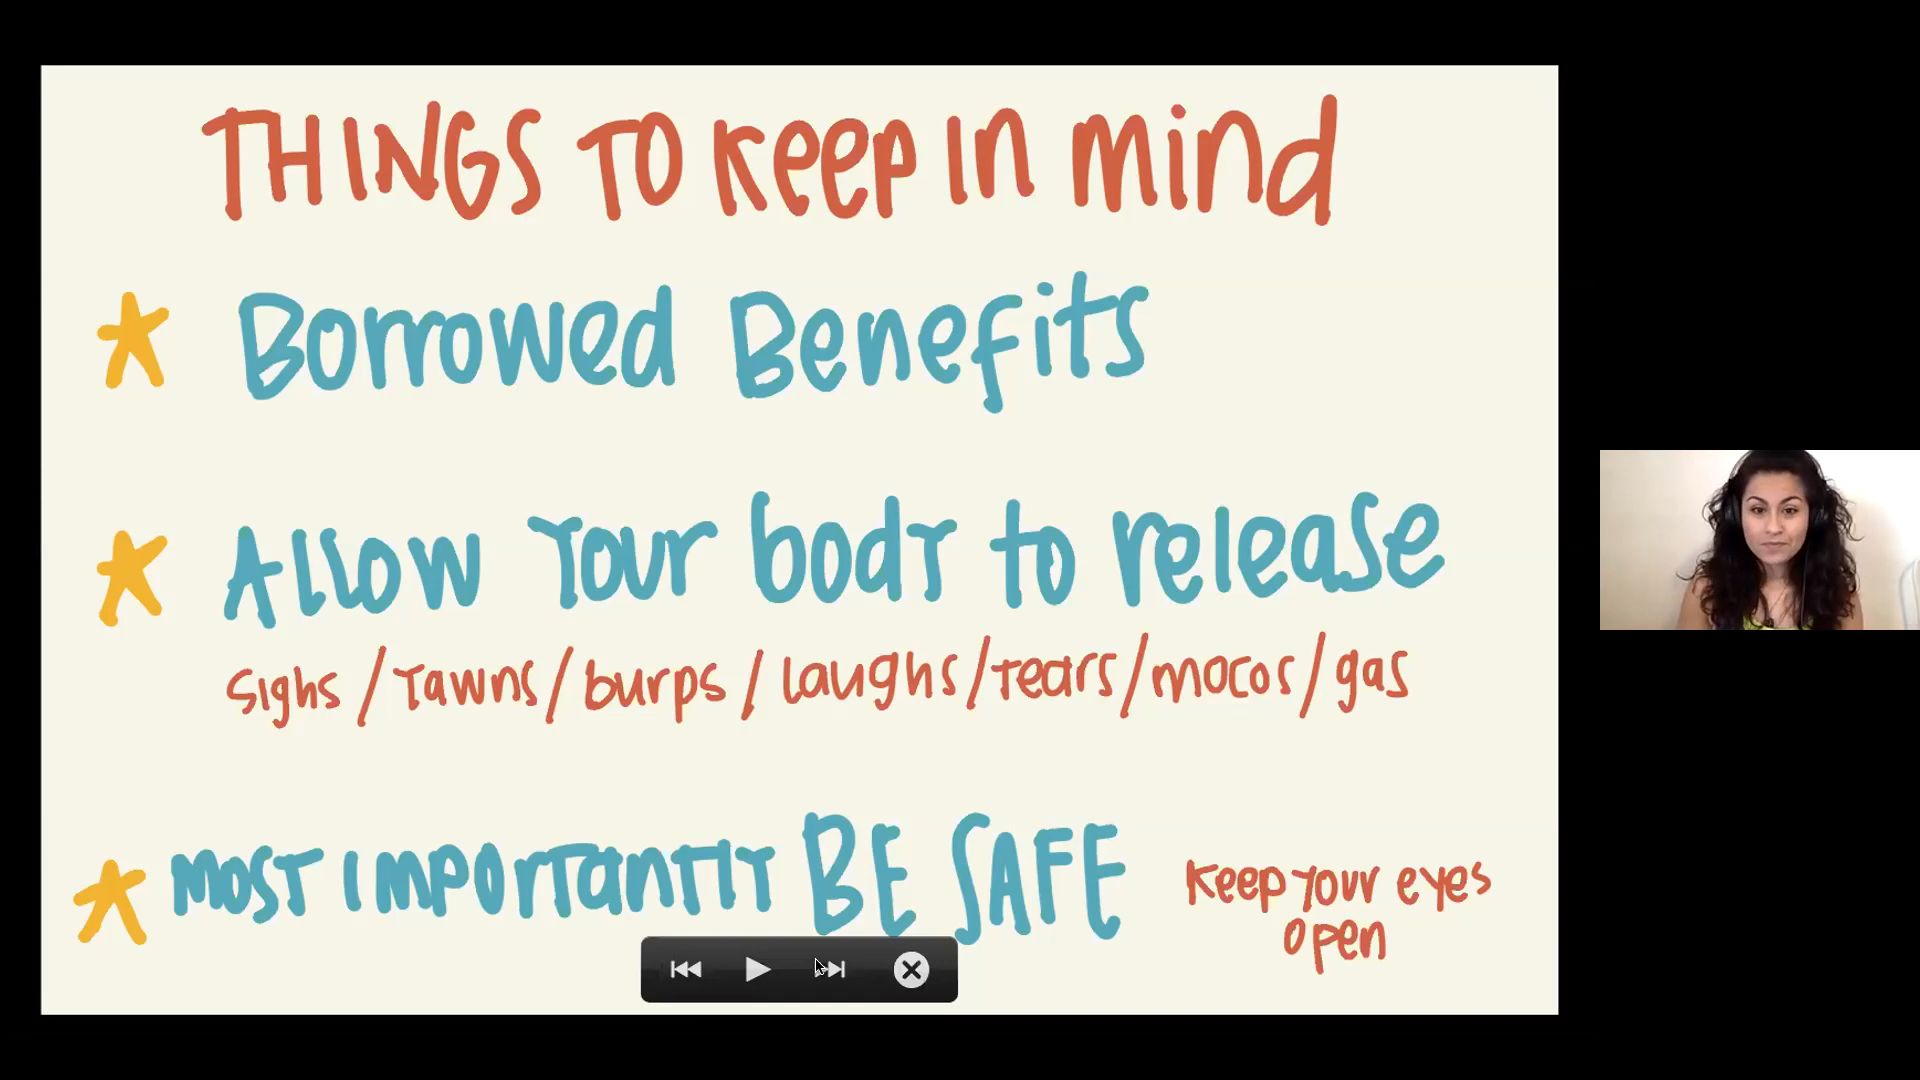 THINGS TO KEEP IN MIND
Borrowed Benefits
Allow Your body to release
sighs / Yawns / burps / laughs / tears / mocos / gas
MOST IMPORTANTLY BE SAFE
Keep Your eyes
open